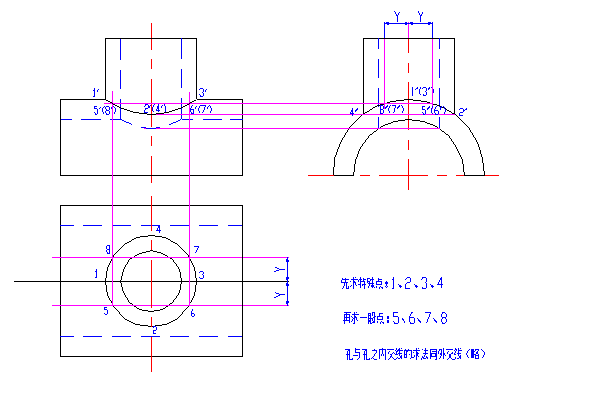 Y Y
1' 3' 1'(3')
5'(8') 2'(4') 6'(7') 4' 8'(7') 5'(6') 2'
4
8 7
Y
1 3
Y
5 6
2
先求特殊点:1、2、3、4
再求一般点:5、6、7、8
孔与孔之内交线的求法同外交线(略)